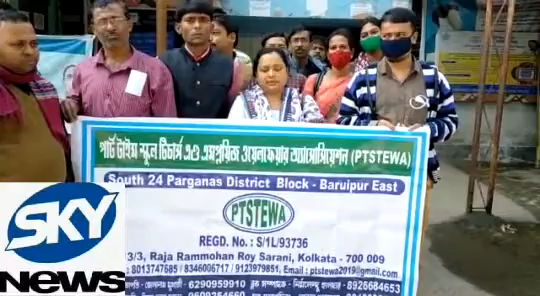 পার্ট টাইম স্কুল টিচার্স এণ্ড এমপ্লয়িজ ওয়েলফেয়ার অ্যাসোসিয়েশন (PTSTEWA)
South 24 Parganas District Block - Baruipur East
PTSTEWA
REGD. No.: S/1L/93736
3/3, Raja Rammohan Roy Sarani, Kolkata - 700 009
: 8013747685 / 8346006717 / 9123979851, Email : ptstewa2019@gmail.com
6290959910 8926684653
SKY
NEWS